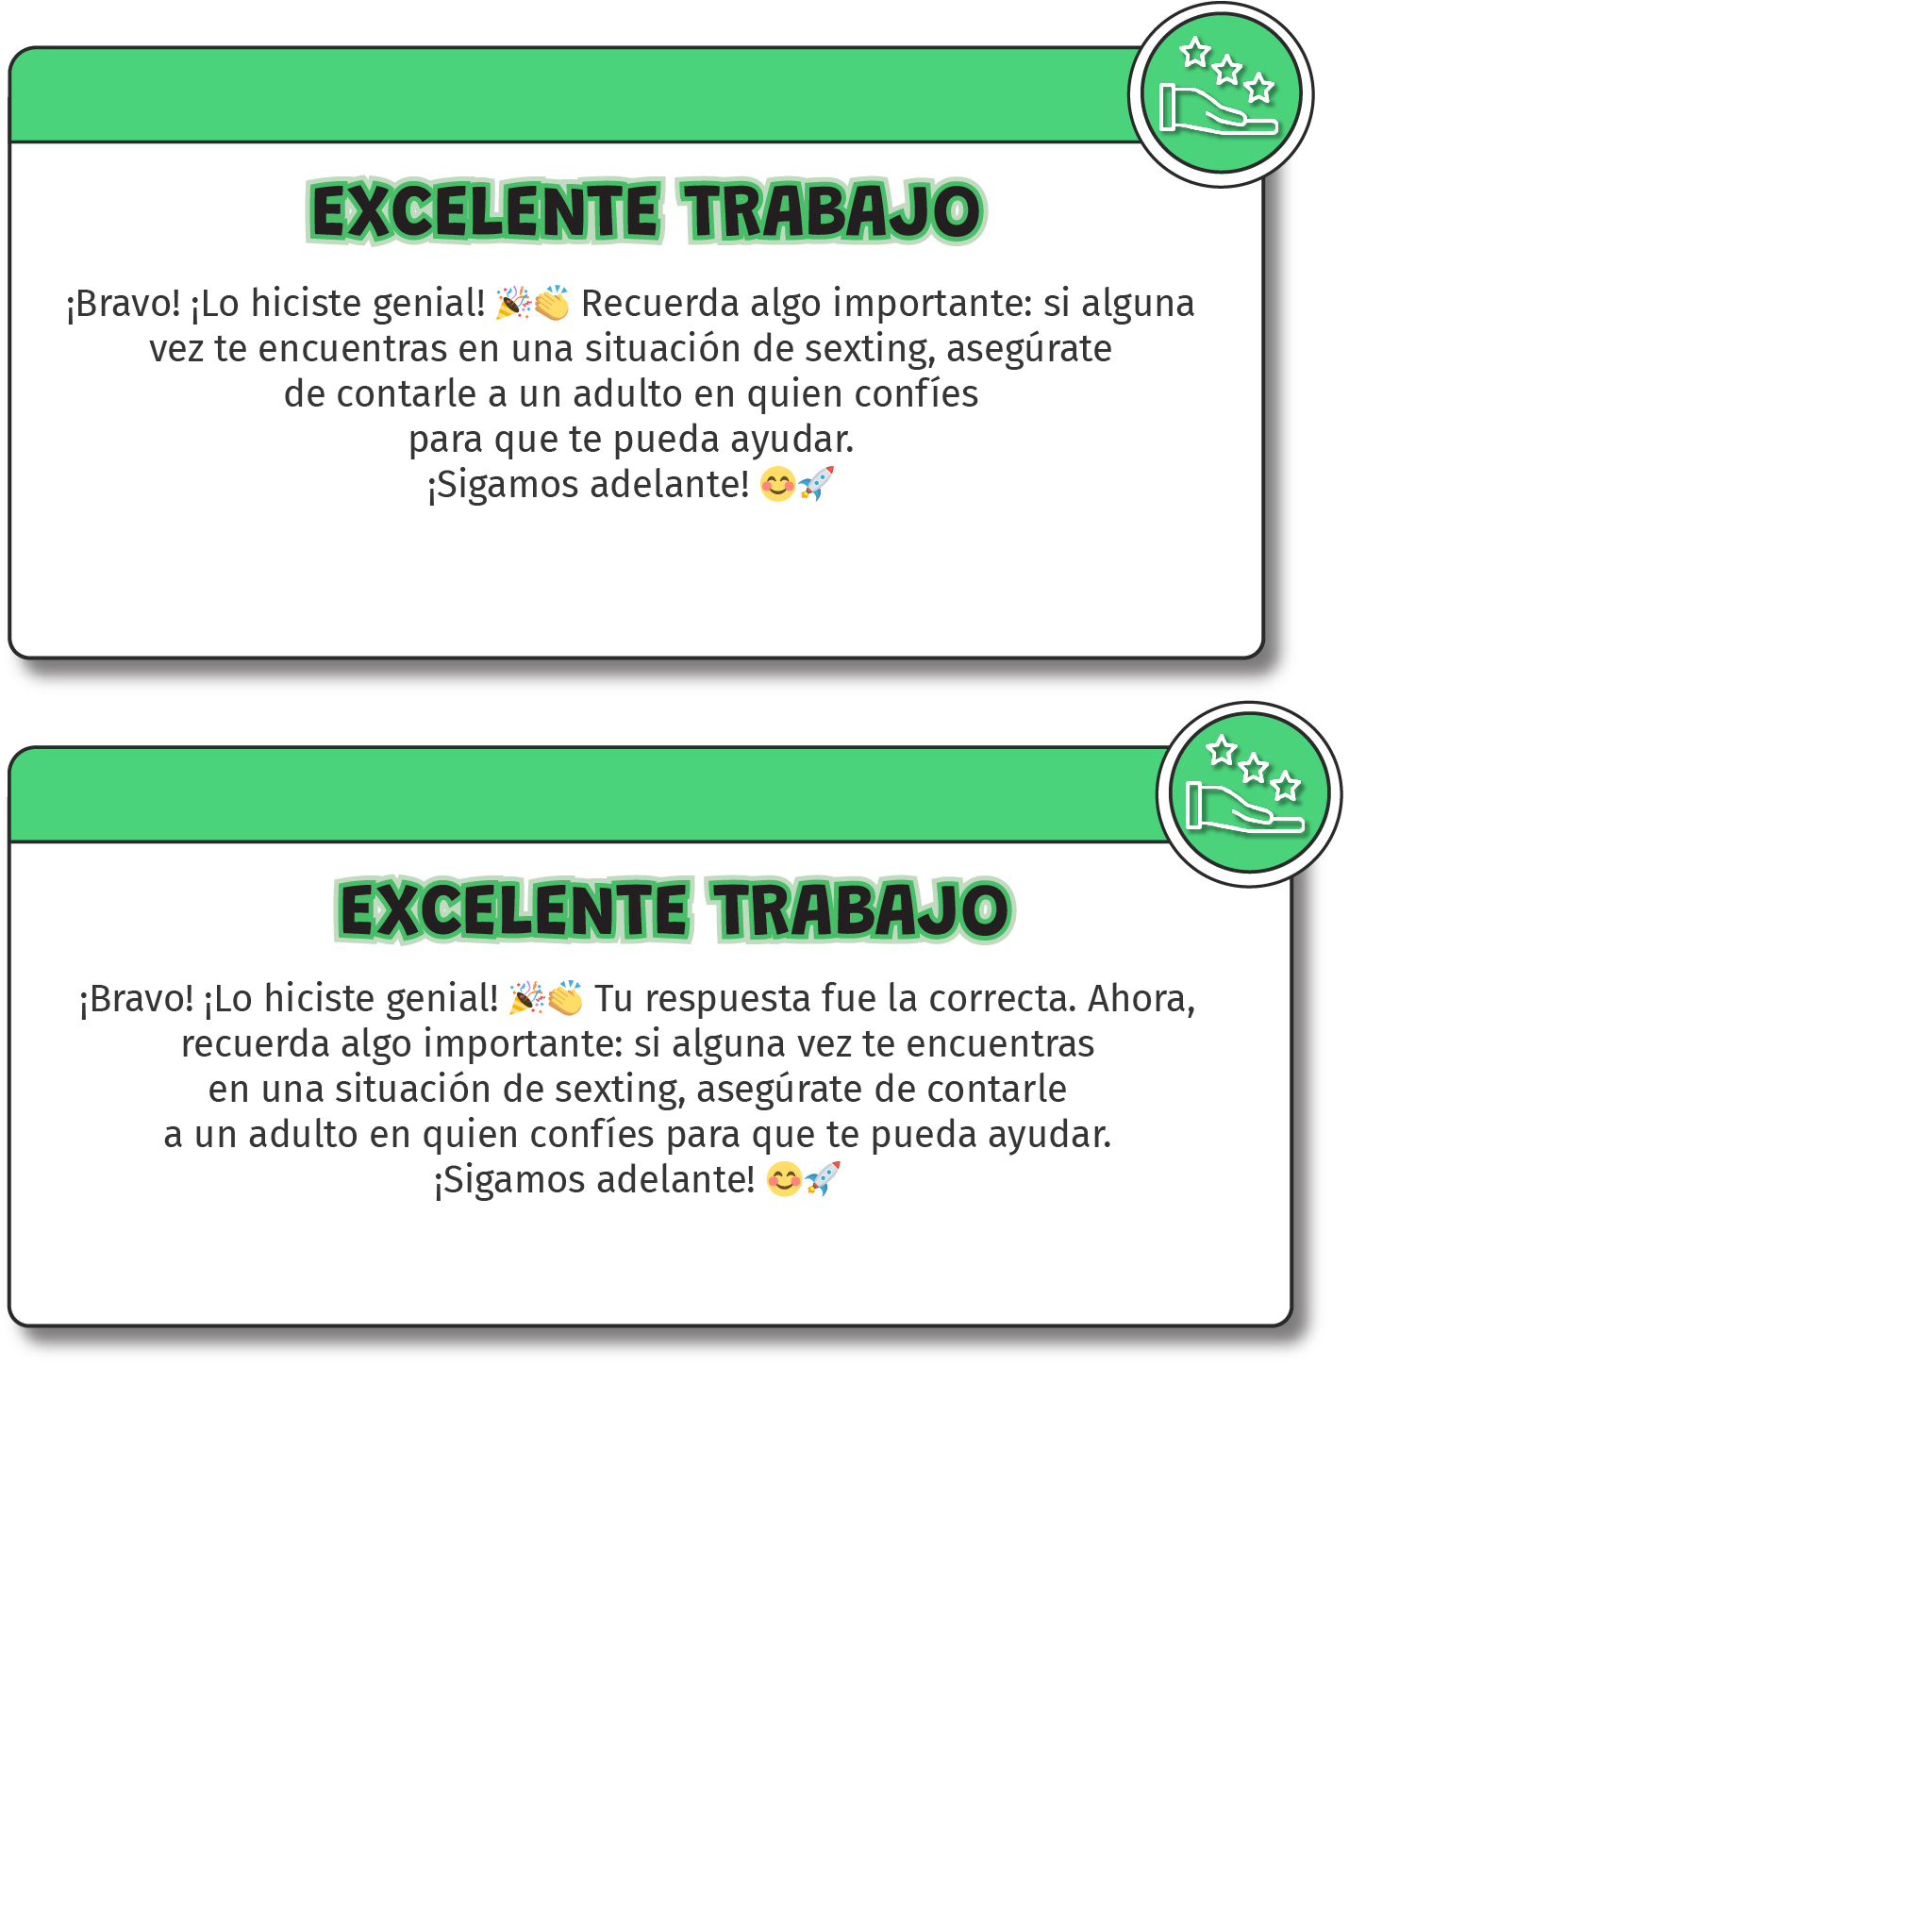 EXCELENTE TRABAJO
¡Bravo! ¡Lo hiciste genial! 🎉👏 Recuerda algo importante: si alguna
vez te encuentras en una situación de sexting, asegúrate
de contarle a un adulto en quien confíes
para que te pueda ayudar.
¡Sigamos adelante! 😊🚀
EXCELENTE TRABAJO
¡Bravo! ¡Lo hiciste genial! 🎉👏 Tu respuesta fue la correcta. Ahora,
recuerda algo importante: si alguna vez te encuentras
en una situación de sexting, asegúrate de contarle
a un adulto en quien confíes para que te pueda ayudar.
¡Sigamos adelante! 😊🚀